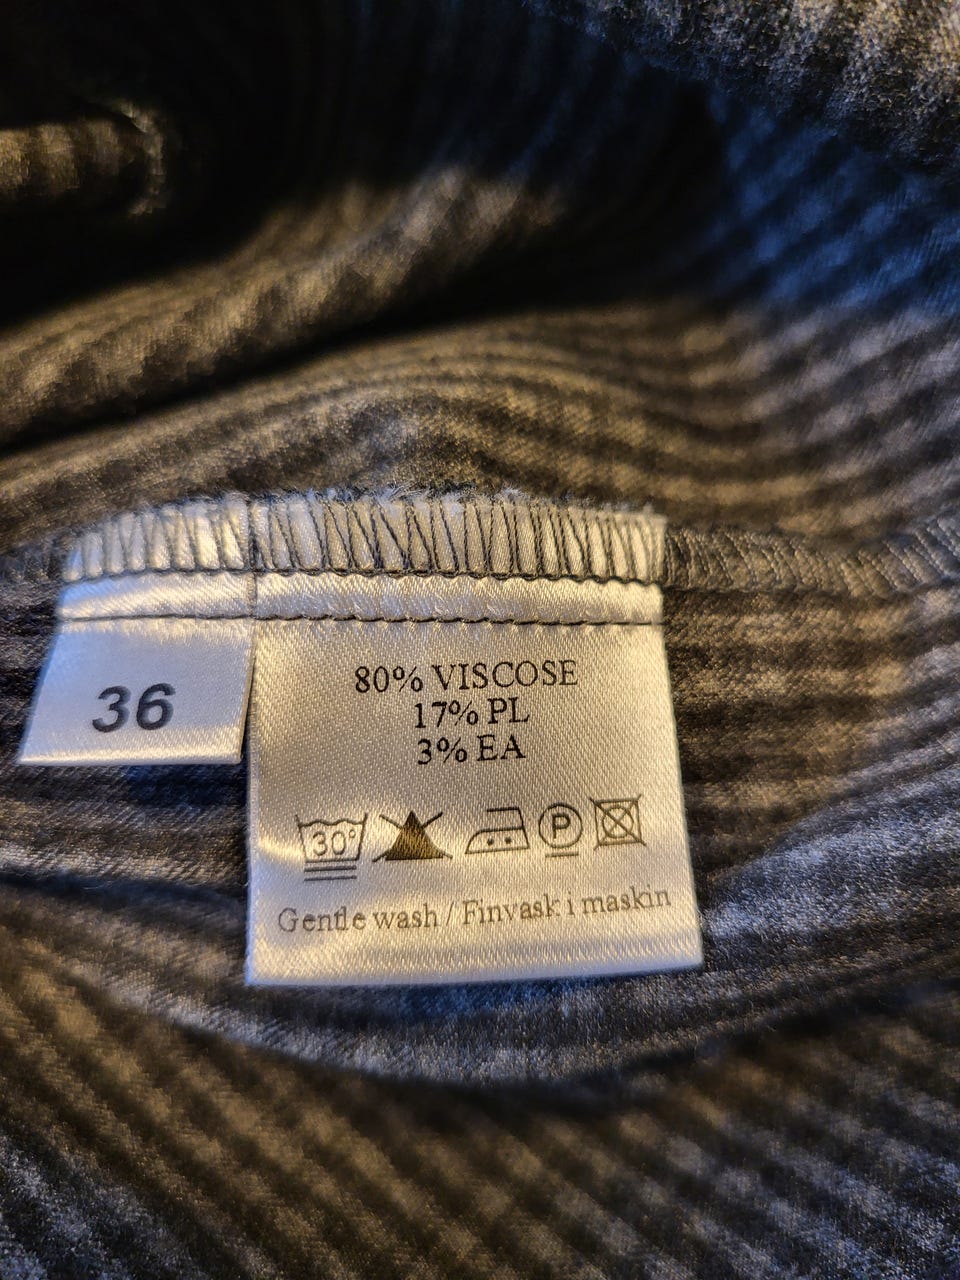 36
80% VISCOSE
17% PL
3% EA
30° P
Gentle wash / Finvask i maskin